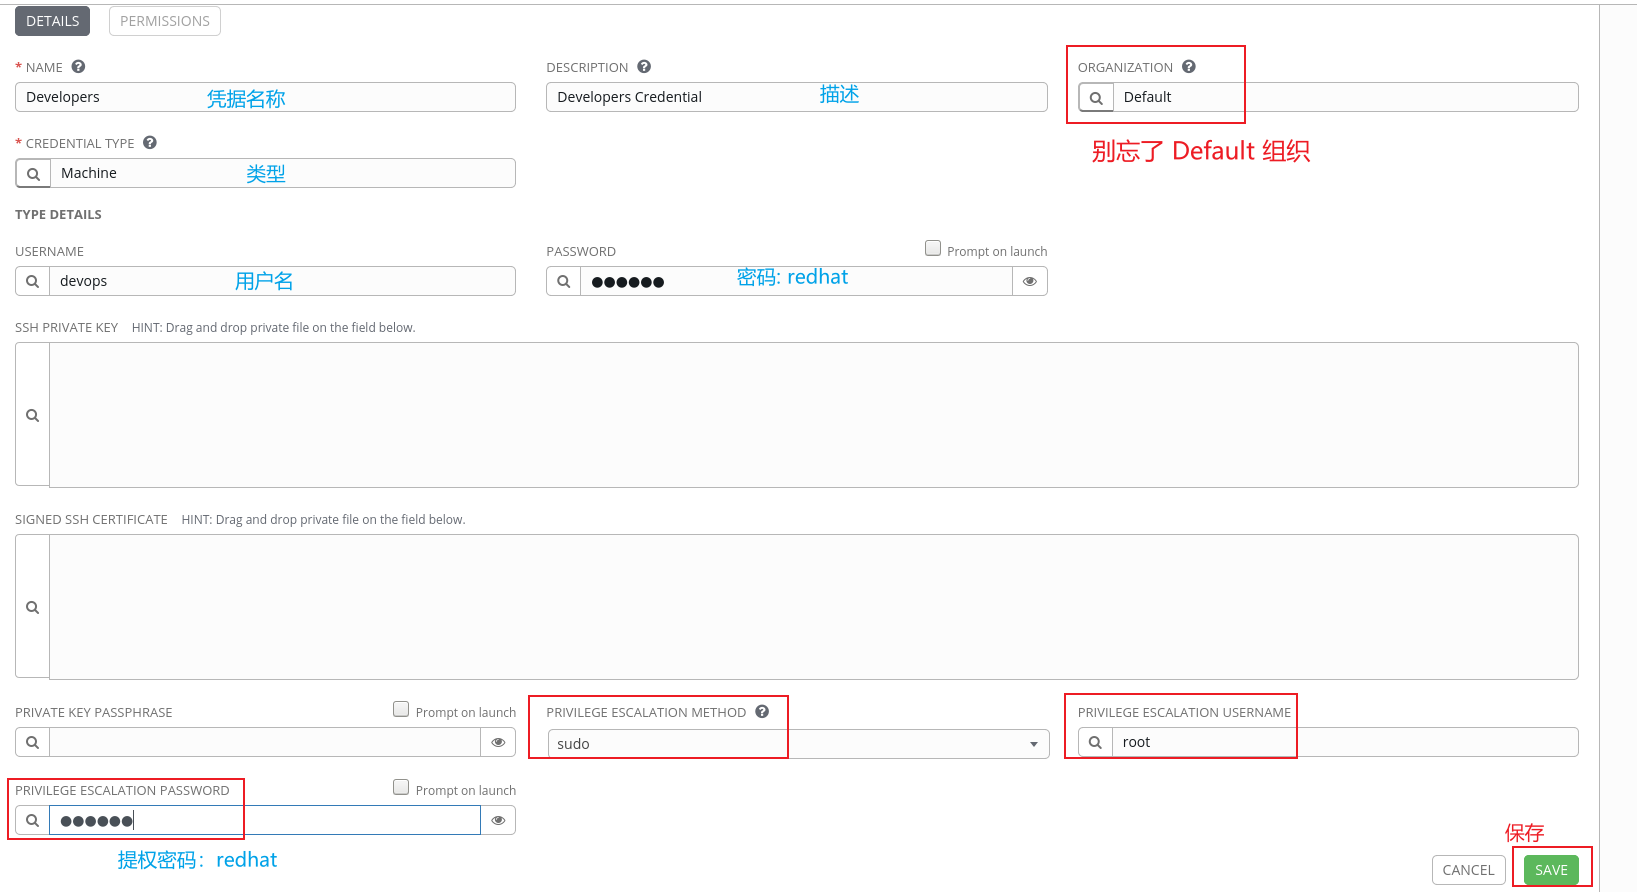 DETAILS PERMISSIONS
* NAME DESCRIPTION ORGANIZATION
Developers 凭据名称 Developers Credential 描述 Default
别忘了 Default 组织
* CREDENTIAL TYPE
Machine 类型
TYPE DETAILS
USERNAME PASSWORD Prompt on launch
devops 用户名 ●●●●●● 密码: redhat
SSH PRIVATE KEY HINT: Drag and drop private file on the field below.
SIGNED SSH CERTIFICATE HINT: Drag and drop private file on the field below.
PRIVATE KEY PASSPHRASE Prompt on launch PRIVILEGE ESCALATION METHOD PRIVILEGE ESCALATION USERNAME
sudo root
PRIVILEGE ESCALATION PASSWORD Prompt on launch
●●●●●●
提权密码：redhat
保存
CANCEL SAVE